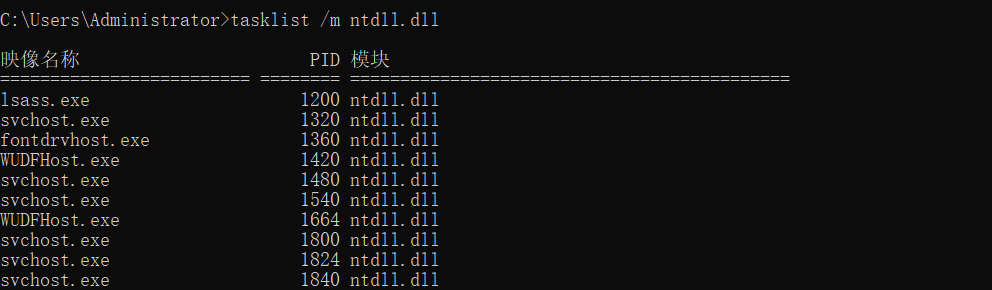 C:\Users\Administrator>tasklist /m ntdll.dll
映像名称                       PID 模块
========================= ======== ============================================
lsass.exe                     1200 ntdll.dll
svchost.exe                   1320 ntdll.dll
fontdrvhost.exe               1360 ntdll.dll
WUDFHost.exe                  1420 ntdll.dll
svchost.exe                   1480 ntdll.dll
svchost.exe                   1540 ntdll.dll
WUDFHost.exe                  1664 ntdll.dll
svchost.exe                   1800 ntdll.dll
svchost.exe                   1824 ntdll.dll
svchost.exe                   1840 ntdll.dll